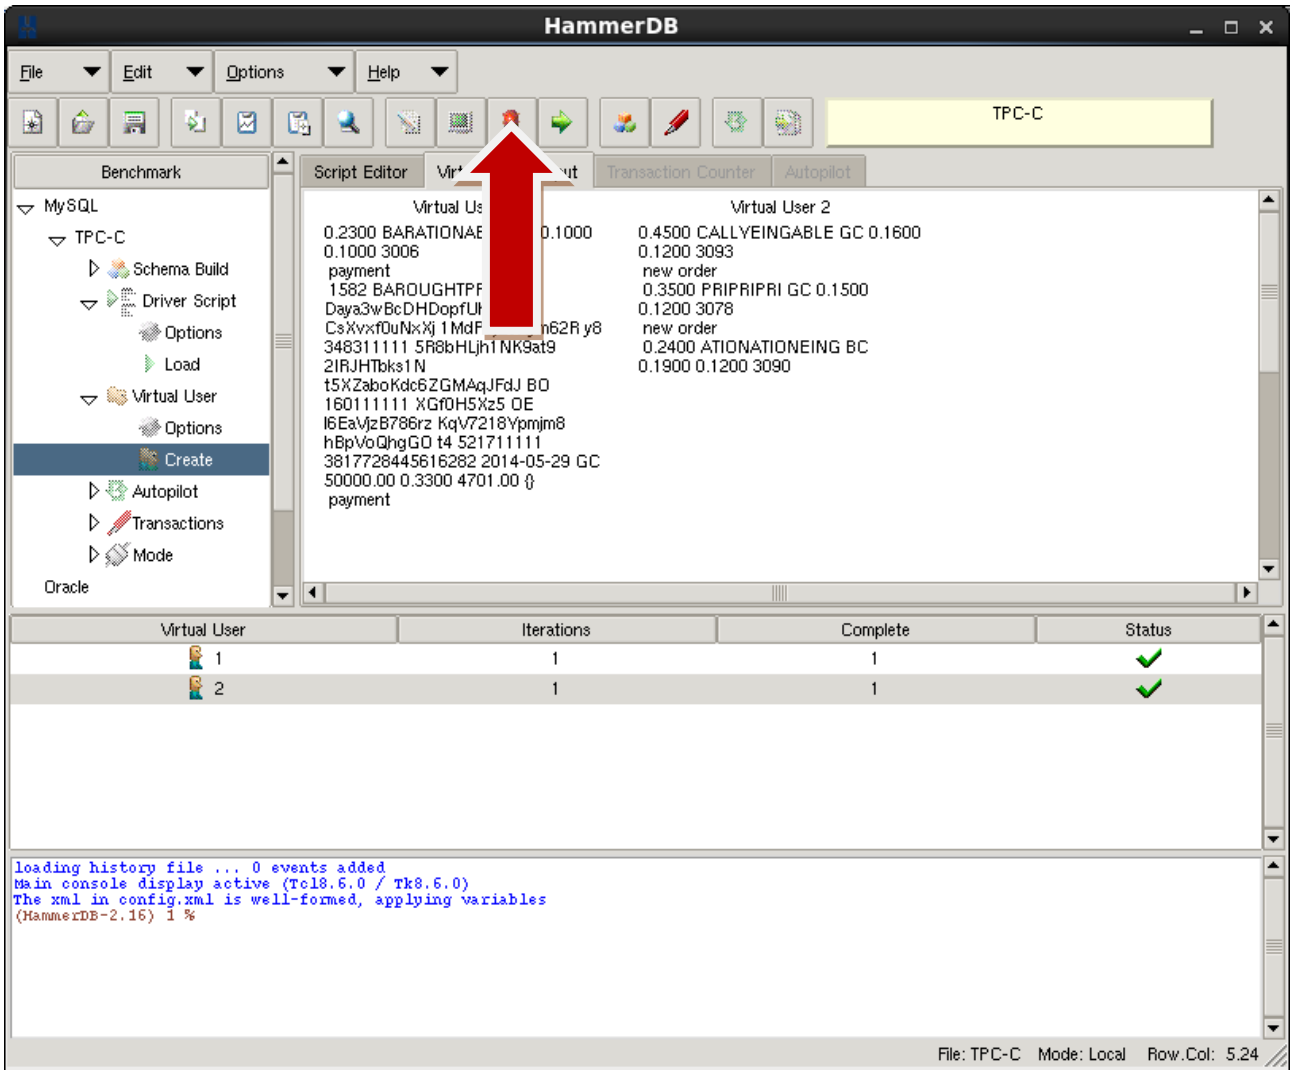 HammerDB
File Edit Options Help
TPC-C
Benchmark
MySQL
TPC-C
Schema Build
Driver Script
Options
Load
Virtual User
Options
Create
Autopilot
Transactions
Mode
Oracle
Script Editor Transaction Counter Autopilot
Virtual User 2
0.2300 0.1000
0.1000 3006
payment
1582
348311111 5R8bHLjh1NK9at9
2IRJHTbks1N
t5XZaboKdc6ZGMAqJFdJ BO
160111111 XGf0H5Xz5 OE
I6EaVjzB786rz KqV7218Ypmjm8
hBpVoQhgGO t4 521711111
3817728445616282 2014-05-29 GC
50000.00 0.3300 4701.00 {}
payment
0.4500 CALLYEINGABLE GC 0.1600
0.1200 3093
new order
0.3500 PRIPRIPRI GC 0.1500
0.1200 3078
new order
0.2400 ATIONATIONEING BC
0.1900 0.1200 3090
Virtual User Iterations Complete Status
1 1 1
2 1 1
loading history file ... 0 events added
Main console display active (Tcl8.6.0 / Tk8.6.0)
The xml in config.xml is well-formed, applying variables
(HammerDB-2.16) 1 %
File: TPC-C Mode: Local Row.Col: 5.24